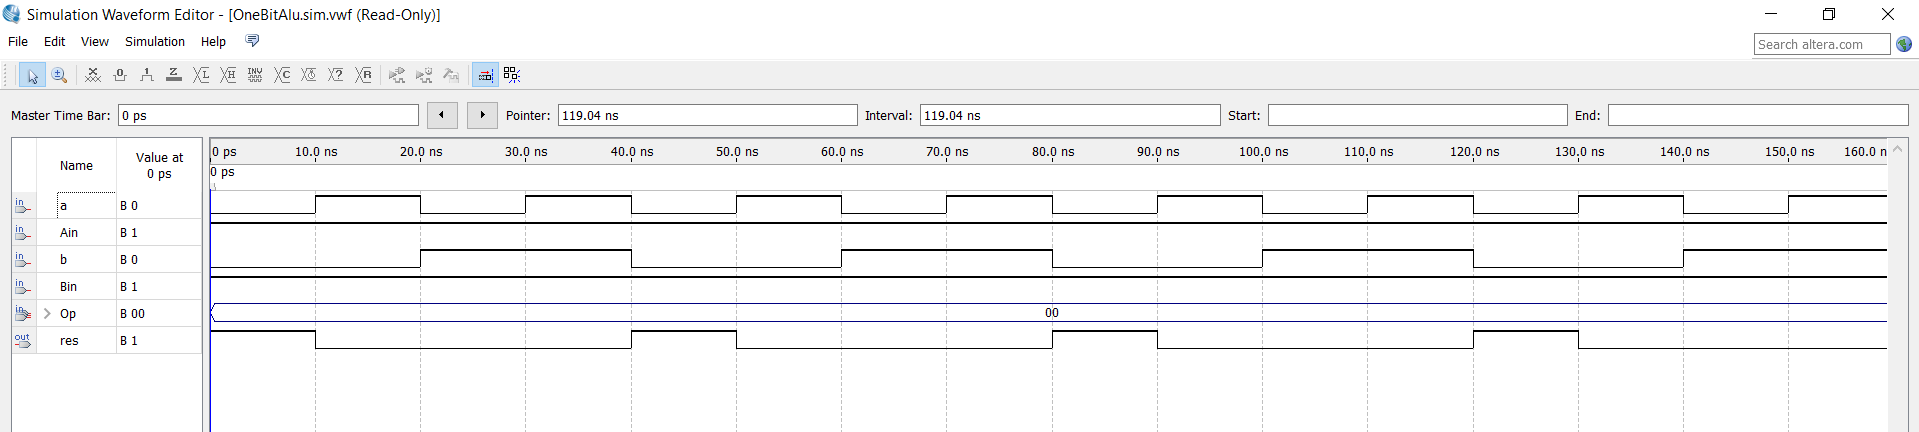 Simulation Waveform Editor - [OneBitAlu.sim.vwf (Read-Only)]
File Edit View Simulation Help
Search altera.com
Master Time Bar: 0 ps Pointer: 119.04 ns Interval: 119.04 ns Start: End:
Name Value at 0 ps
0 ps 10.0 ns 20.0 ns 30.0 ns 40.0 ns 50.0 ns 60.0 ns 70.0 ns 80.0 ns 90.0 ns 100.0 ns 110.0 ns 120.0 ns 130.0 ns 140.0 ns 150.0 ns 160.0 n
0 ps
in a B 0
in Ain B 1
in b B 0
in Bin B 1
in Op B 00 00
out res B 1